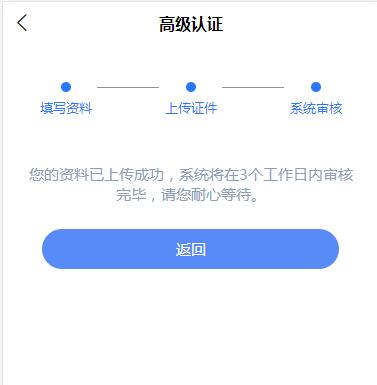 高级认证
填写资料
上传证件
系统审核
您的资料已上传成功，系统将在3个工作日内审核
完毕，请您耐心等待。
返回